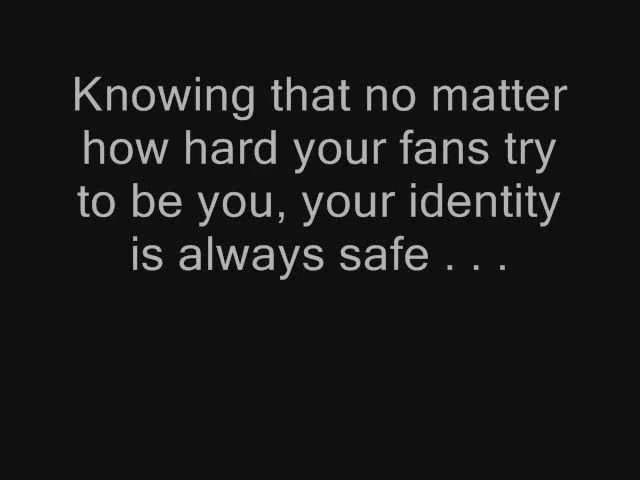 Knowing that no matter
how hard your fans try
to be you, your identity
is always safe . . .